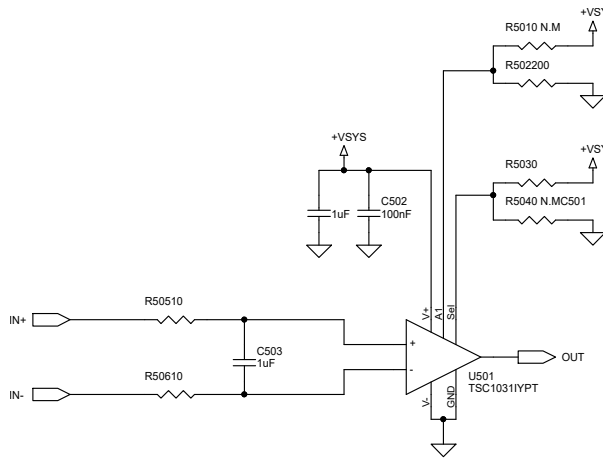 +VSY
R5010 N.M
R502200
+VSYS
+VSY
C502
1uF
100nF
R5030
R5040 N.MC501
V+
A1
Sel
R50510
IN+
+
C503
1uF
OUT
-
R50610
IN-
U501
TSC1031IYPT
V-
GND